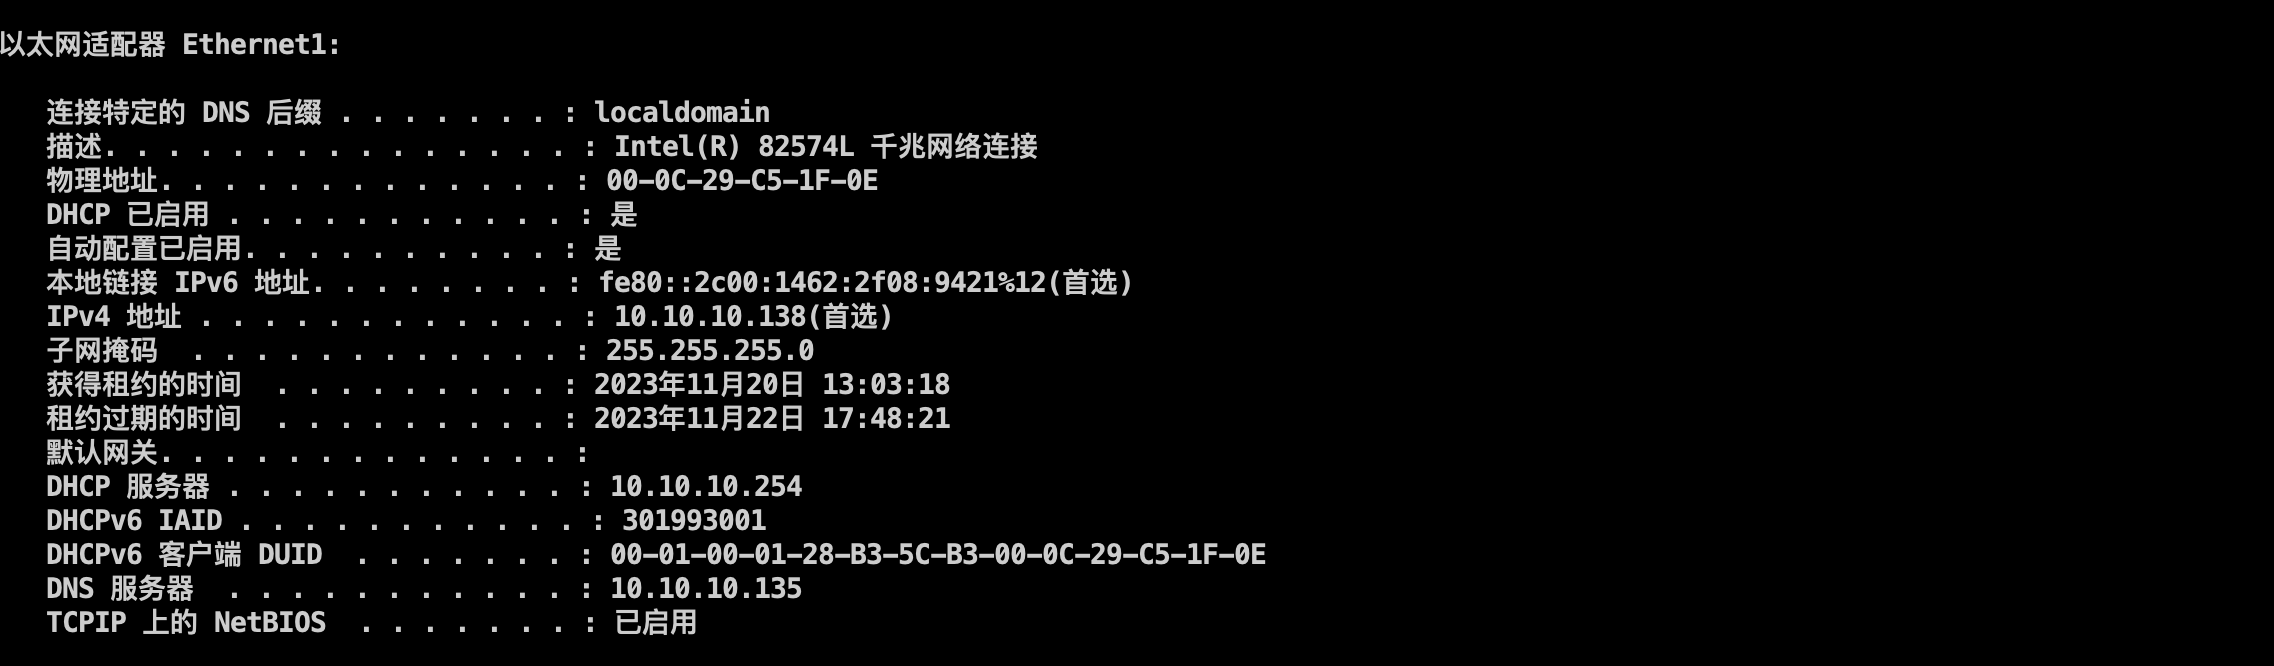 以太网适配器 Ethernet1:
连接特定的 DNS 后缀 . . . . . . . : localdomain
描述. . . . . . . . . . . . . . . : Intel(R) 82574L 千兆网络连接
物理地址. . . . . . . . . . . . . : 00-0C-29-C5-1F-0E
DHCP 已启用 . . . . . . . . . . . : 是
自动配置已启用. . . . . . . . . . : 是
本地链接 IPv6 地址. . . . . . . . : fe80::2c00:1462:2f08:9421%12(首选)
IPv4 地址 . . . . . . . . . . . . : 10.10.10.138(首选)
子网掩码  . . . . . . . . . . . . : 255.255.255.0
获得租约的时间  . . . . . . . . . : 2023年11月20日 13:03:18
租约过期的时间  . . . . . . . . . : 2023年11月22日 17:48:21
默认网关. . . . . . . . . . . . . :
DHCP 服务器 . . . . . . . . . . . : 10.10.10.254
DHCPv6 IAID . . . . . . . . . . . : 301993001
DHCPv6 客户端 DUID  . . . . . . . : 00-01-00-01-28-B3-5C-B3-00-0C-29-C5-1F-0E
DNS 服务器  . . . . . . . . . . . : 10.10.10.135
TCPIP 上的 NetBIOS  . . . . . . . : 已启用